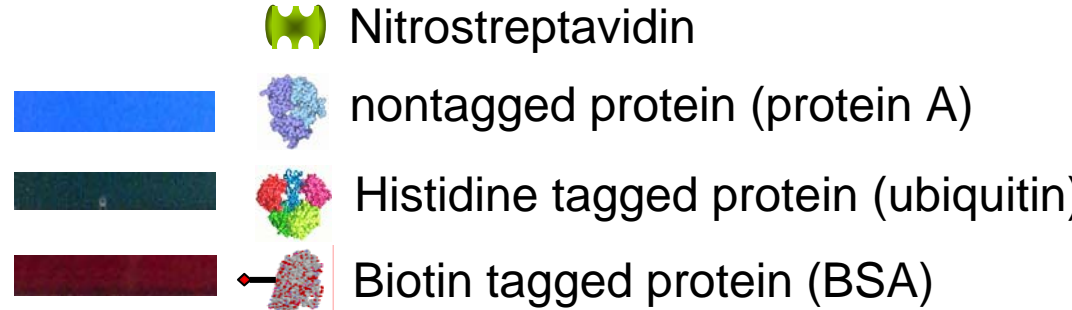 Nitrostreptavidin
nontagged protein (protein A)
Histidine tagged protein (ubiquitin)
Biotin tagged protein (BSA)